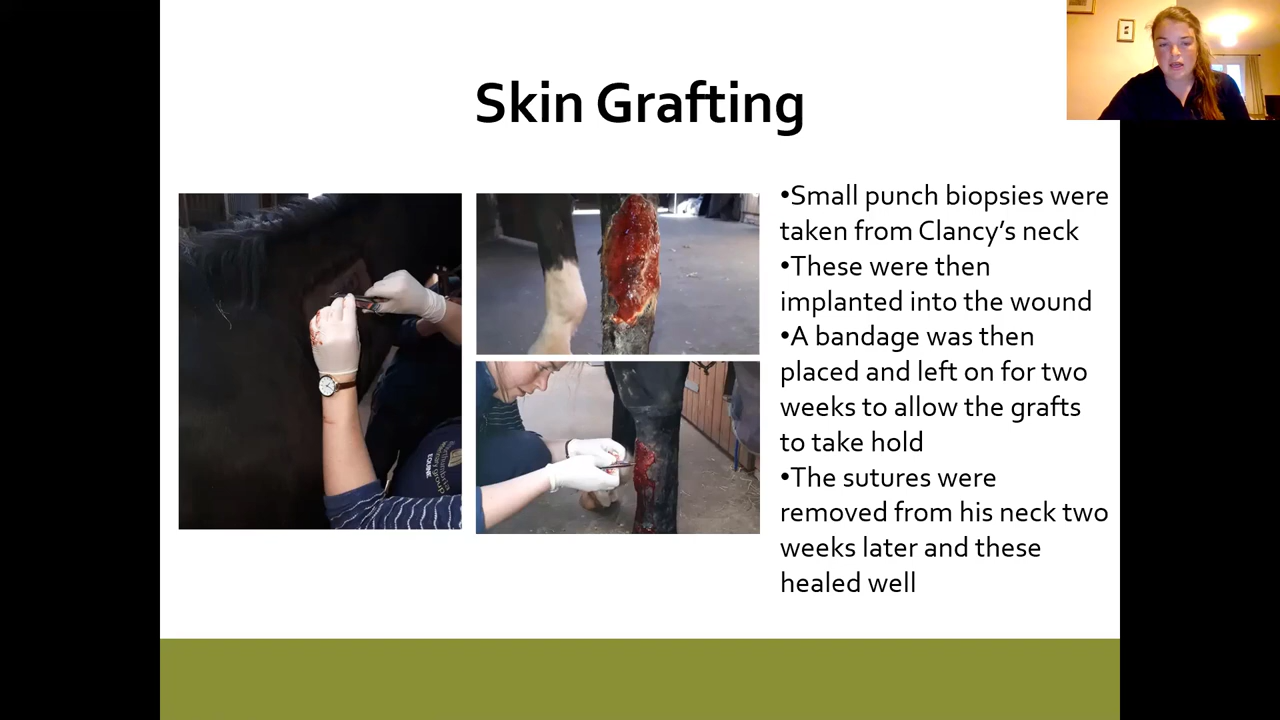 Skin Grafting
•Small punch biopsies were
taken from Clancy’s neck
•These were then
implanted into the wound
•A bandage was then
placed and left on for two
weeks to allow the grafts
to take hold
•The sutures were
removed from his neck two
weeks later and these
healed well
EQUINE